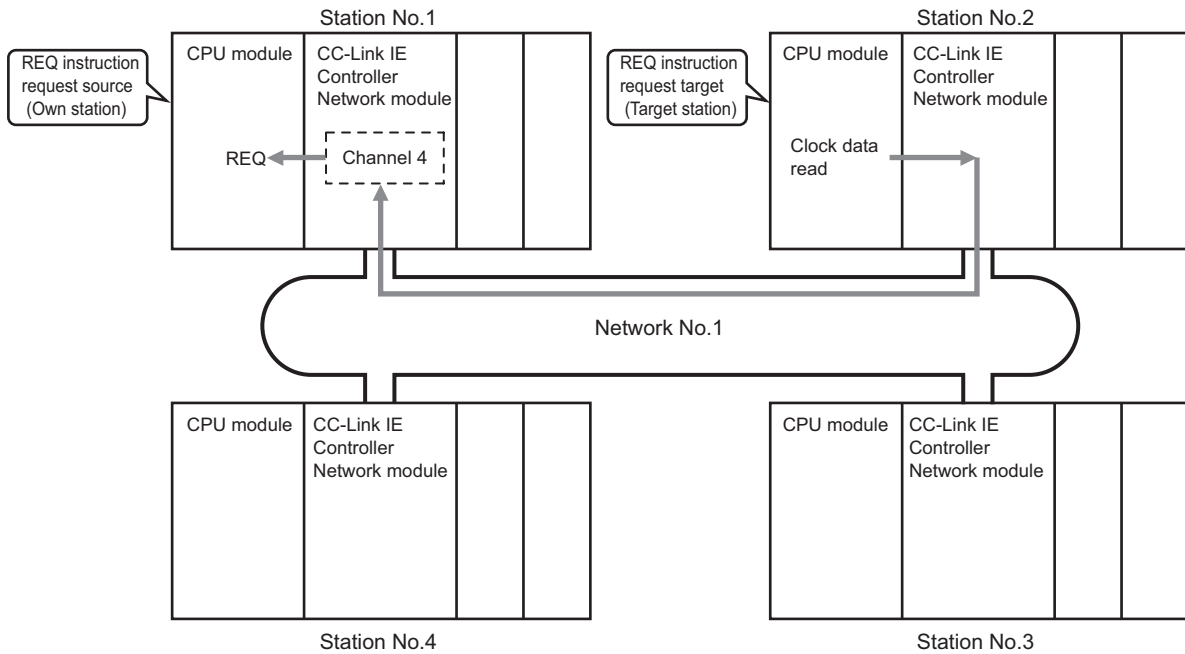 Station No.1
REQ instruction
request source
(Own station)
CPU module
CC-Link IE
Controller
Network module
REQ
Channel 4
Station No.2
REQ instruction
request target
(Target station)
CPU module
CC-Link IE
Controller
Network module
Clock data
read
Network No.1
CPU module
CC-Link IE
Controller
Network module
Station No.4
CPU module
CC-Link IE
Controller
Network module
Station No.3